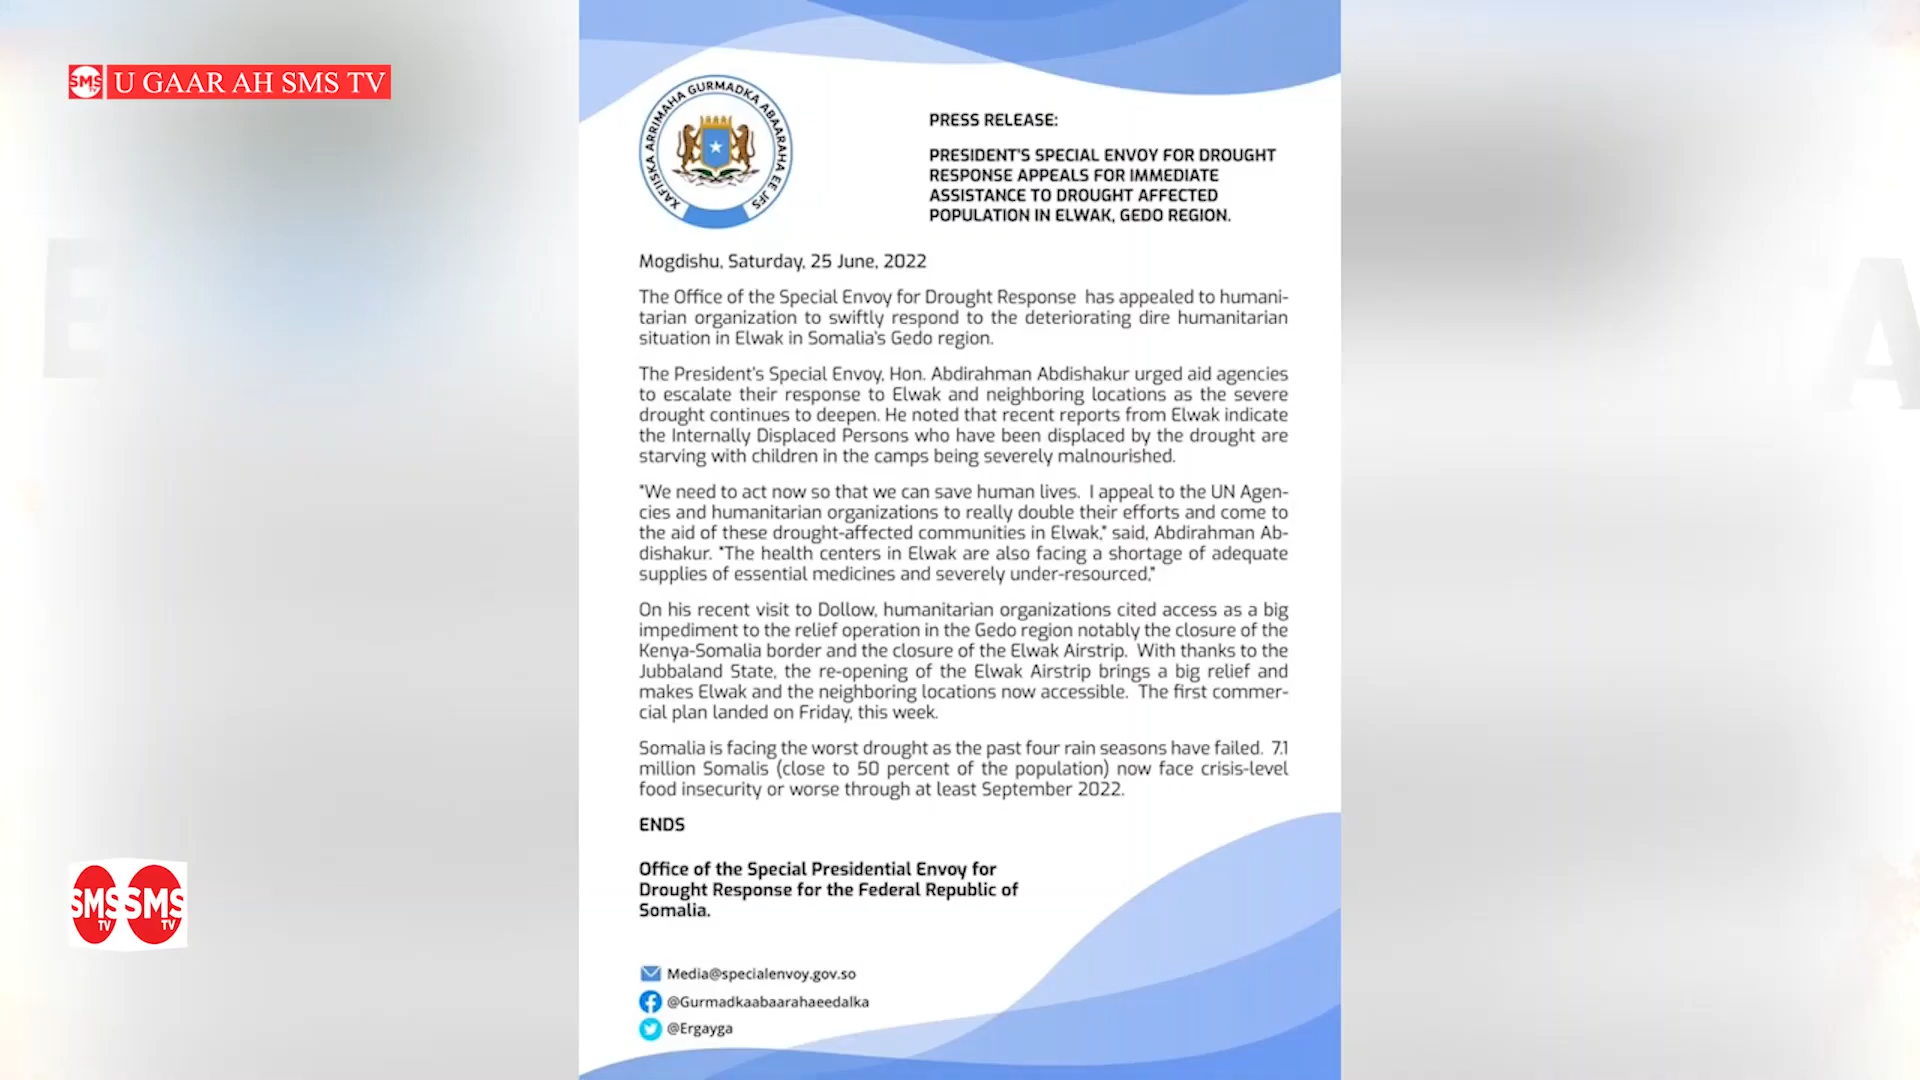 SMS TV U GAAR AH SMS TV
XAFIISKA ARRIMAHA GURMADKA ABAARAHA EE JFS
PRESS RELEASE:
PRESIDENT'S SPECIAL ENVOY FOR DROUGHT
RESPONSE APPEALS FOR IMMEDIATE
ASSISTANCE TO DROUGHT AFFECTED
POPULATION IN ELWAK, GEDO REGION.
Mogdishu, Saturday, 25 June, 2022
The Office of the Special Envoy for Drought Response has appealed to humani-
tarian organization to swiftly respond to the deteriorating dire humanitarian
situation in Elwak in Somalia's Gedo region.
The President's Special Envoy, Hon. Abdirahman Abdishakur urged aid agencies
to escalate their response to Elwak and neighboring locations as the severe
drought continues to deepen. He noted that recent reports from Elwak indicate
the Internally Displaced Persons who have been displaced by the drought are
starving with children in the camps being severely malnourished.
"We need to act now so that we can save human lives. I appeal to the UN Agen-
cies and humanitarian organizations to really double their efforts and come to
the aid of these drought-affected communities in Elwak," said, Abdirahman Ab-
dishakur. "The health centers in Elwak are also facing a shortage of adequate
supplies of essential medicines and severely under-resourced,"
On his recent visit to Dollow, humanitarian organizations cited access as a big
impediment to the relief operation in the Gedo region notably the closure of the
Kenya-Somalia border and the closure of the Elwak Airstrip. With thanks to the
Jubbaland State, the re-opening of the Elwak Airstrip brings a big relief and
makes Elwak and the neighboring locations now accessible. The first commer-
cial plan landed on Friday, this week.
Somalia is facing the worst drought as the past four rain seasons have failed. 7.1
million Somalis (close to 50 percent of the population) now face crisis-level
food insecurity or worse through at least September 2022.
ENDS
Office of the Special Presidential Envoy for
Drought Response for the Federal Republic of
Somalia.
Media@specialenvoy.gov.so
@Gurmadkaabaarahaeedalka
@Ergayga
SMS TV SMS TV
E
A